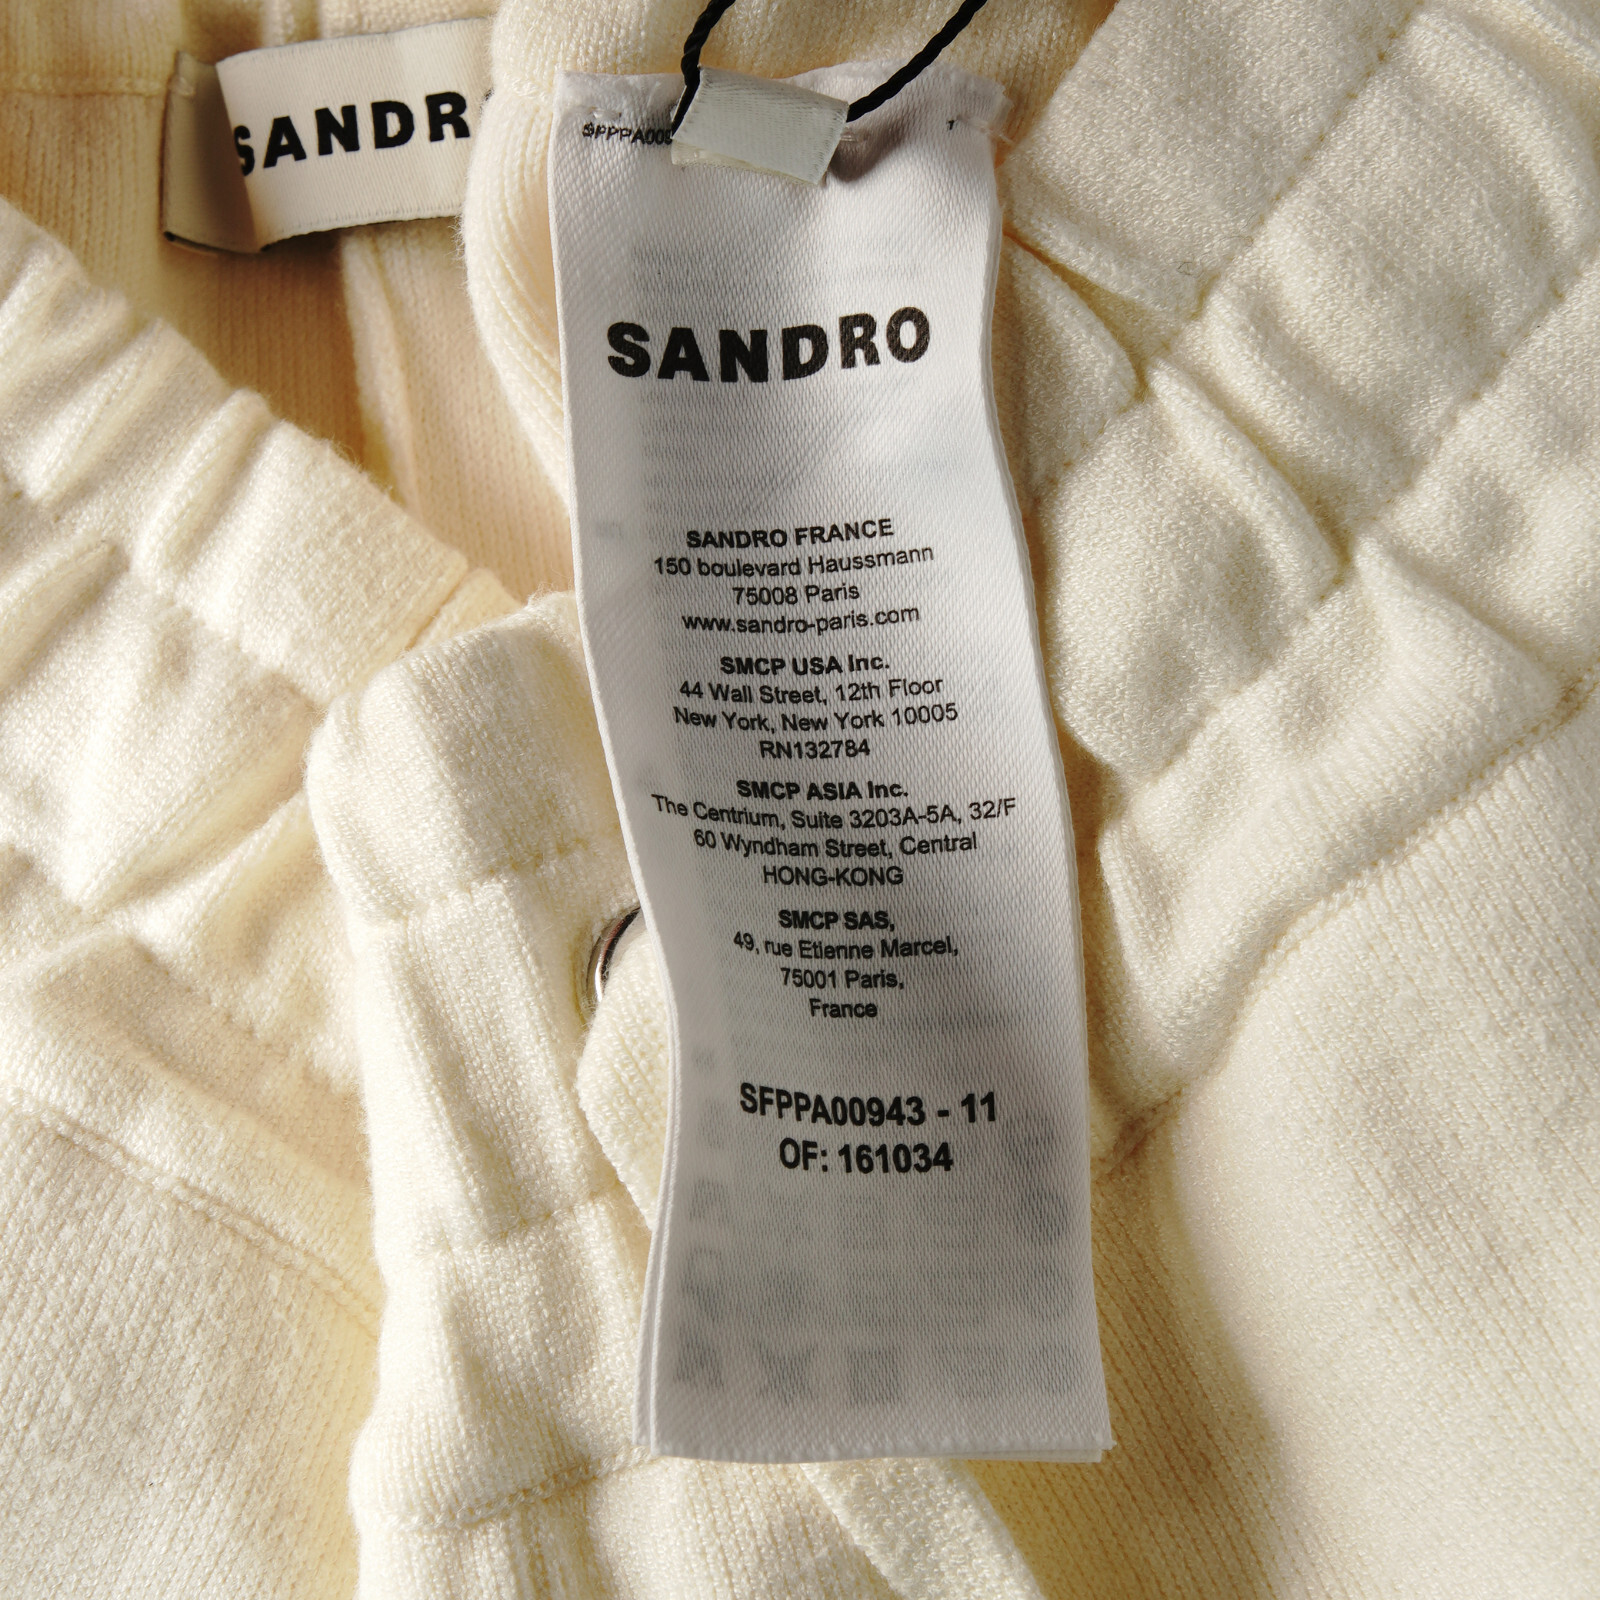 SANDR
SFPPA009
SANDRO
SANDRO FRANCE
150 boulevard Haussmann
75008 Paris
www.sandro-paris.com
SMCP USA Inc.
44 Wall Street, 12th Floor
New York, New York 10005
RN132784
SMCP ASIA Inc.
The Centrium, Suite 3203A-5A, 32/F
60 Wyndham Street, Central
HONG-KONG
SMCP SAS,
49, rue Etienne Marcel,
75001 Paris,
France
SFPPA00943 - 11
OF: 161034